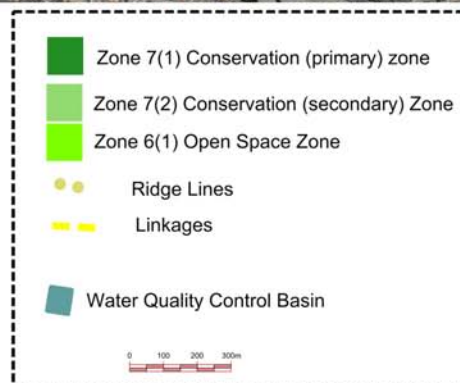 Zone 7(1) Conservation (primary) zone
Zone 7(2) Conservation (secondary) Zone
Zone 6(1) Open Space Zone
Ridge Lines
Linkages
Water Quality Control Basin
0 100 200 300m